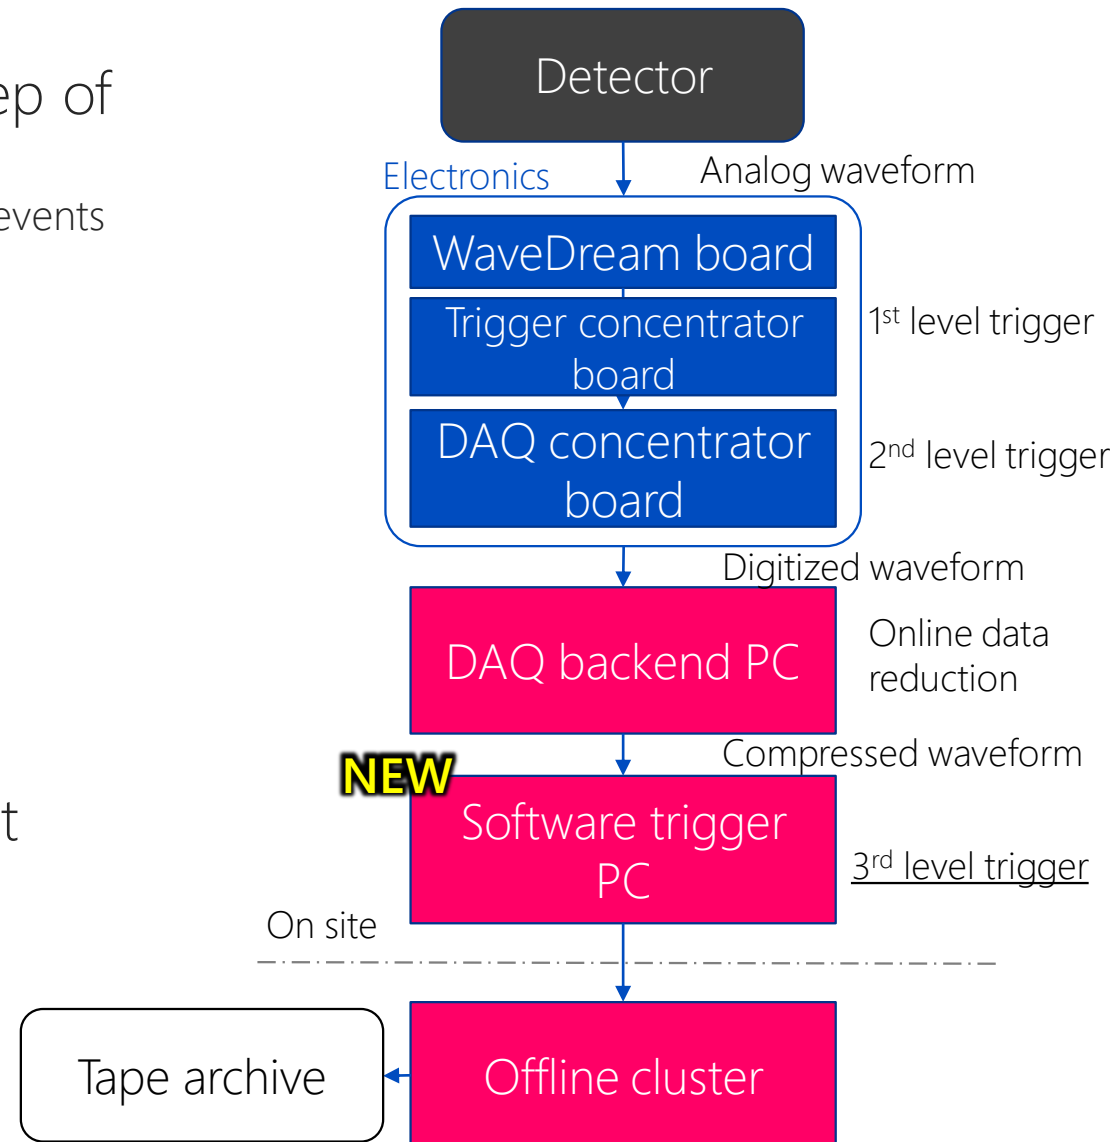 Detector
ep of
Analog waveform
Electronics
events
WaveDream board
Trigger concentrator
board
1st level trigger
DAQ concentrator
board
2nd level trigger
Digitized waveform
DAQ backend PC
Online data
reduction
Compressed waveform
NEW
Software trigger
PC
t
3rd level trigger
On site
Tape archive
Offline cluster